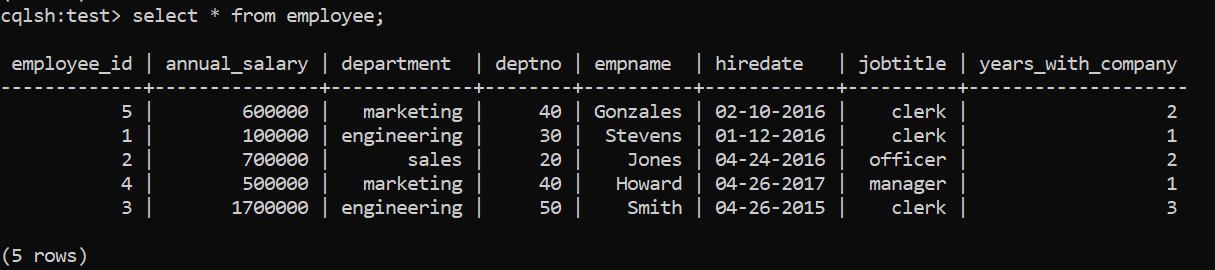 cqlsh:test> select * from employee;
 employee_id | annual_salary | department  | deptno | empname  | hiredate   | jobtitle | years_with_company
-------------+---------------+-------------+--------+----------+------------+----------+--------------------
           5 |        600000 |   marketing |     40 | Gonzales | 02-10-2016 |    clerk |                  2
           1 |        100000 | engineering |     30 |  Stevens | 01-12-2016 |    clerk |                  1
           2 |        700000 |       sales |     20 |    Jones | 04-24-2016 |  officer |                  2
           4 |        500000 |   marketing |     40 |   Howard | 04-26-2017 |  manager |                  1
           3 |       1700000 | engineering |     50 |    Smith | 04-26-2015 |    clerk |                  3
(5 rows)